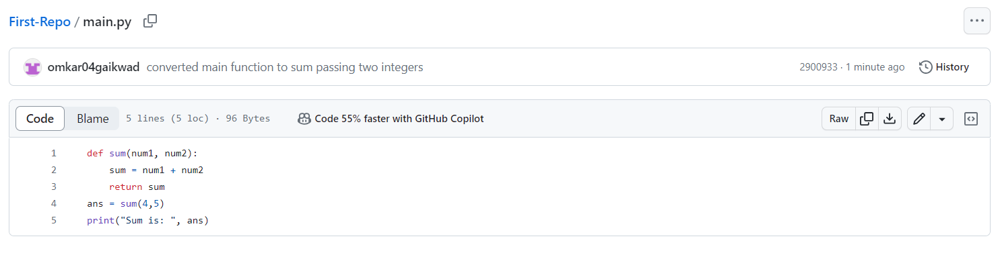 First-Repo / main.py
omkar04gaikwad converted main function to sum passing two integers 2900933 · 1 minute ago History
Code Blame 5 lines (5 loc) · 96 Bytes Code 55% faster with GitHub Copilot Raw
1 def sum(num1, num2):
2     sum = num1 + num2
3     return sum
4 ans = sum(4,5)
5 print("Sum is: ", ans)